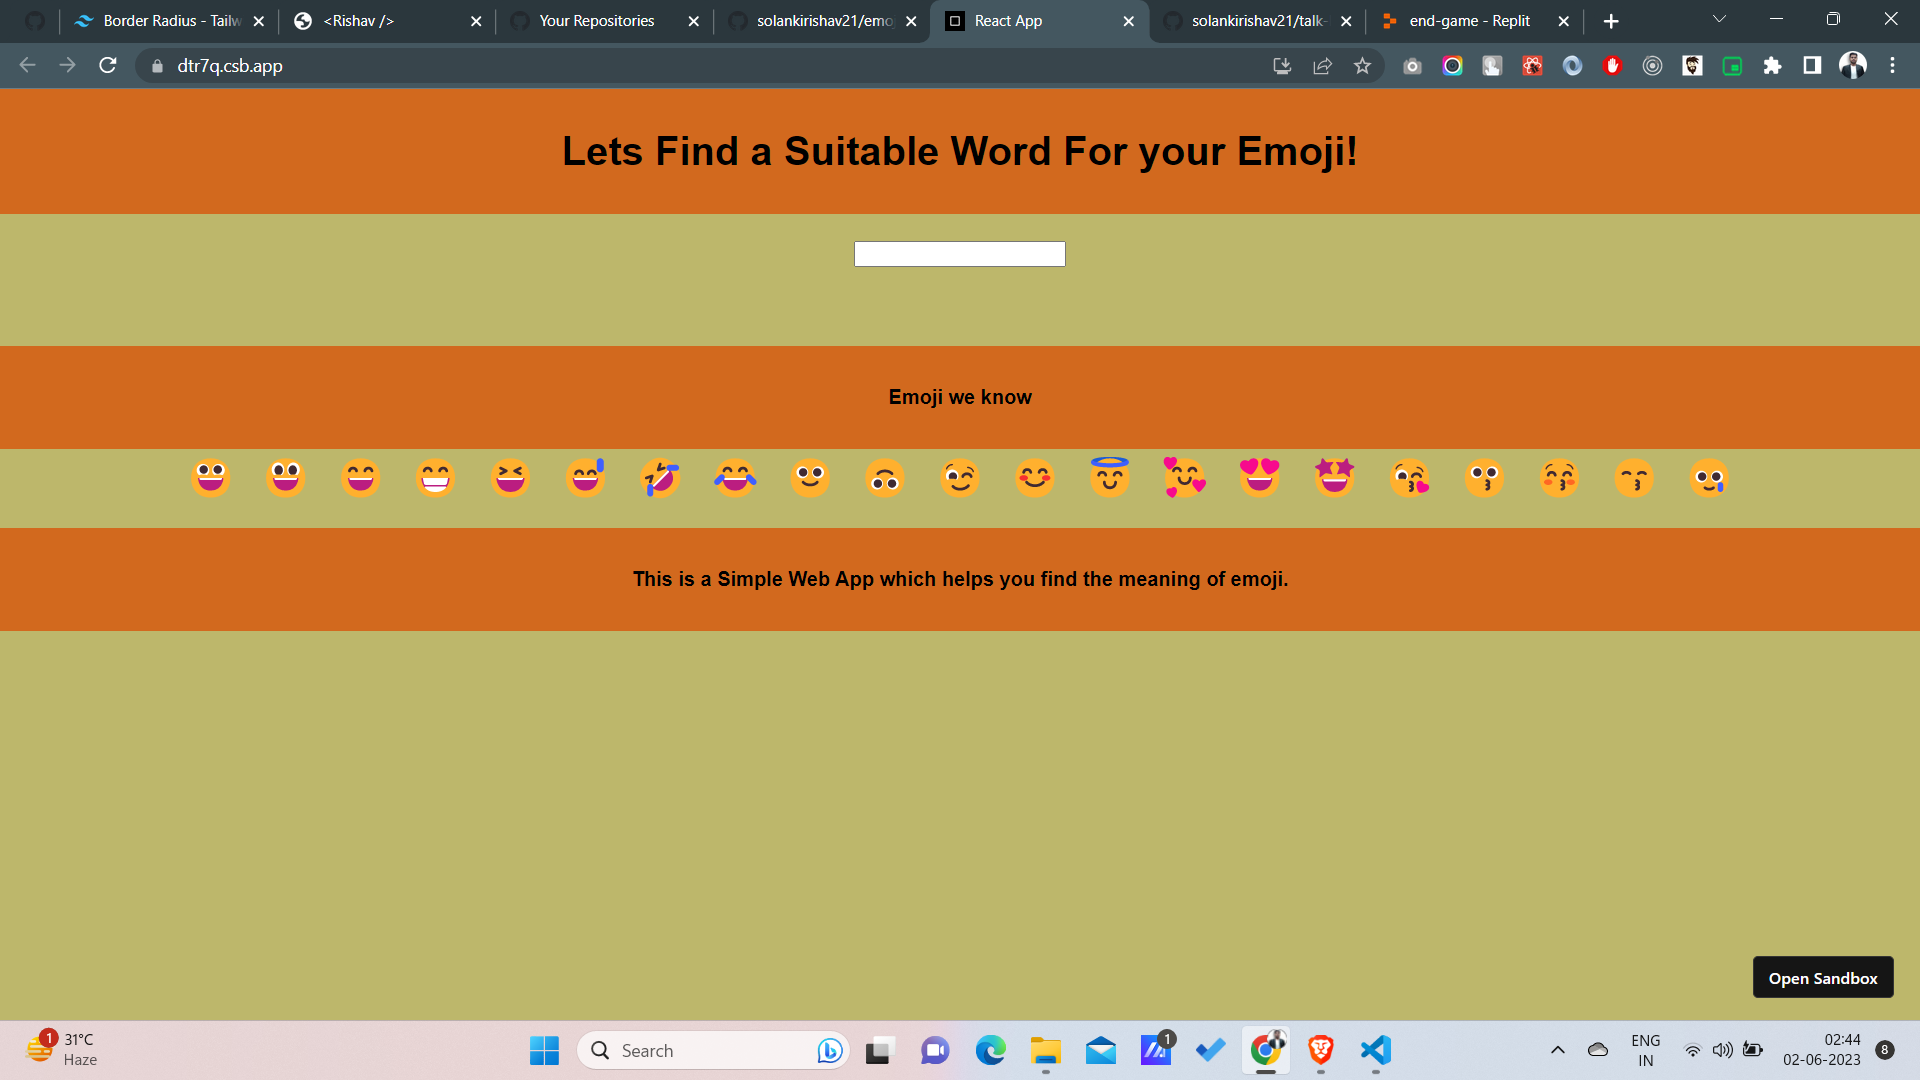 Border Radius - Tailw
<Rishav />
Your Repositories
solankirishav21/emo
React App
solankirishav21/talk-
end-game - Replit
dtr7q.csb.app
Lets Find a Suitable Word For your Emoji!
Emoji we know
😀 😃 😄 😁 😆 😅 🤣 😂 🙂 🙃 😉 😊 😇 🥰 😍 🤩 😘 😗 😚 😙 🥲
This is a Simple Web App which helps you find the meaning of emoji.
Open Sandbox
1
31°C
Haze
Search
1
ENG
IN
02:44
02-06-2023
8